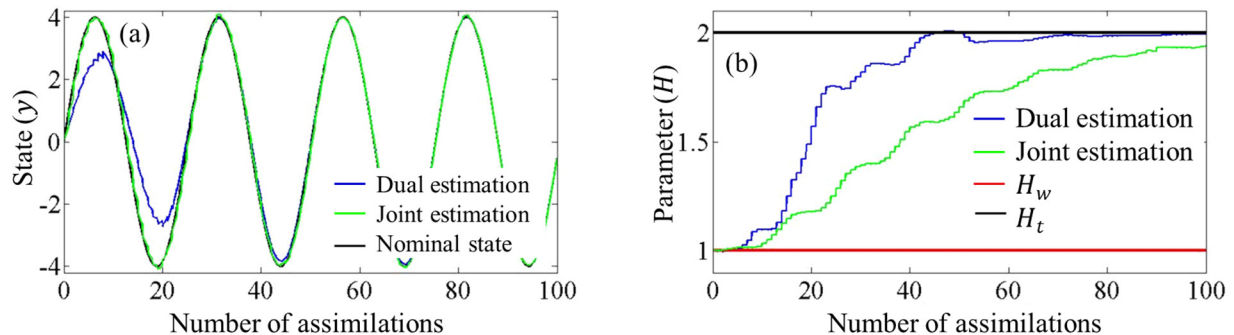 (a)
State (y)
4
2
0
-2
-4
0
20
40
60
80
100
Number of assimilations
Dual estimation
Joint estimation
Nominal state
(b)
Parameter (H)
2
1.5
1
0
20
40
60
80
100
Number of assimilations
Dual estimation
Joint estimation
H_w
H_t